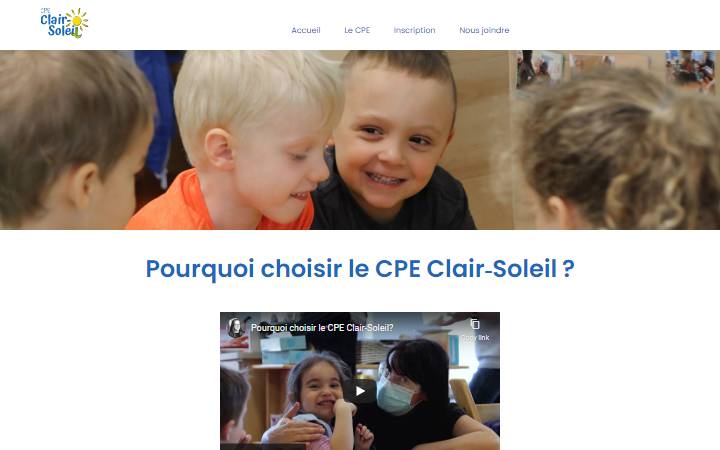 CPE
Clair
Soleil
Accueil Le CPE Inscription Nous joindre
Pourquoi choisir le CPE Clair-Soleil ?
Pourquoi choisir le CPE Clair-Soleil?
Copy link